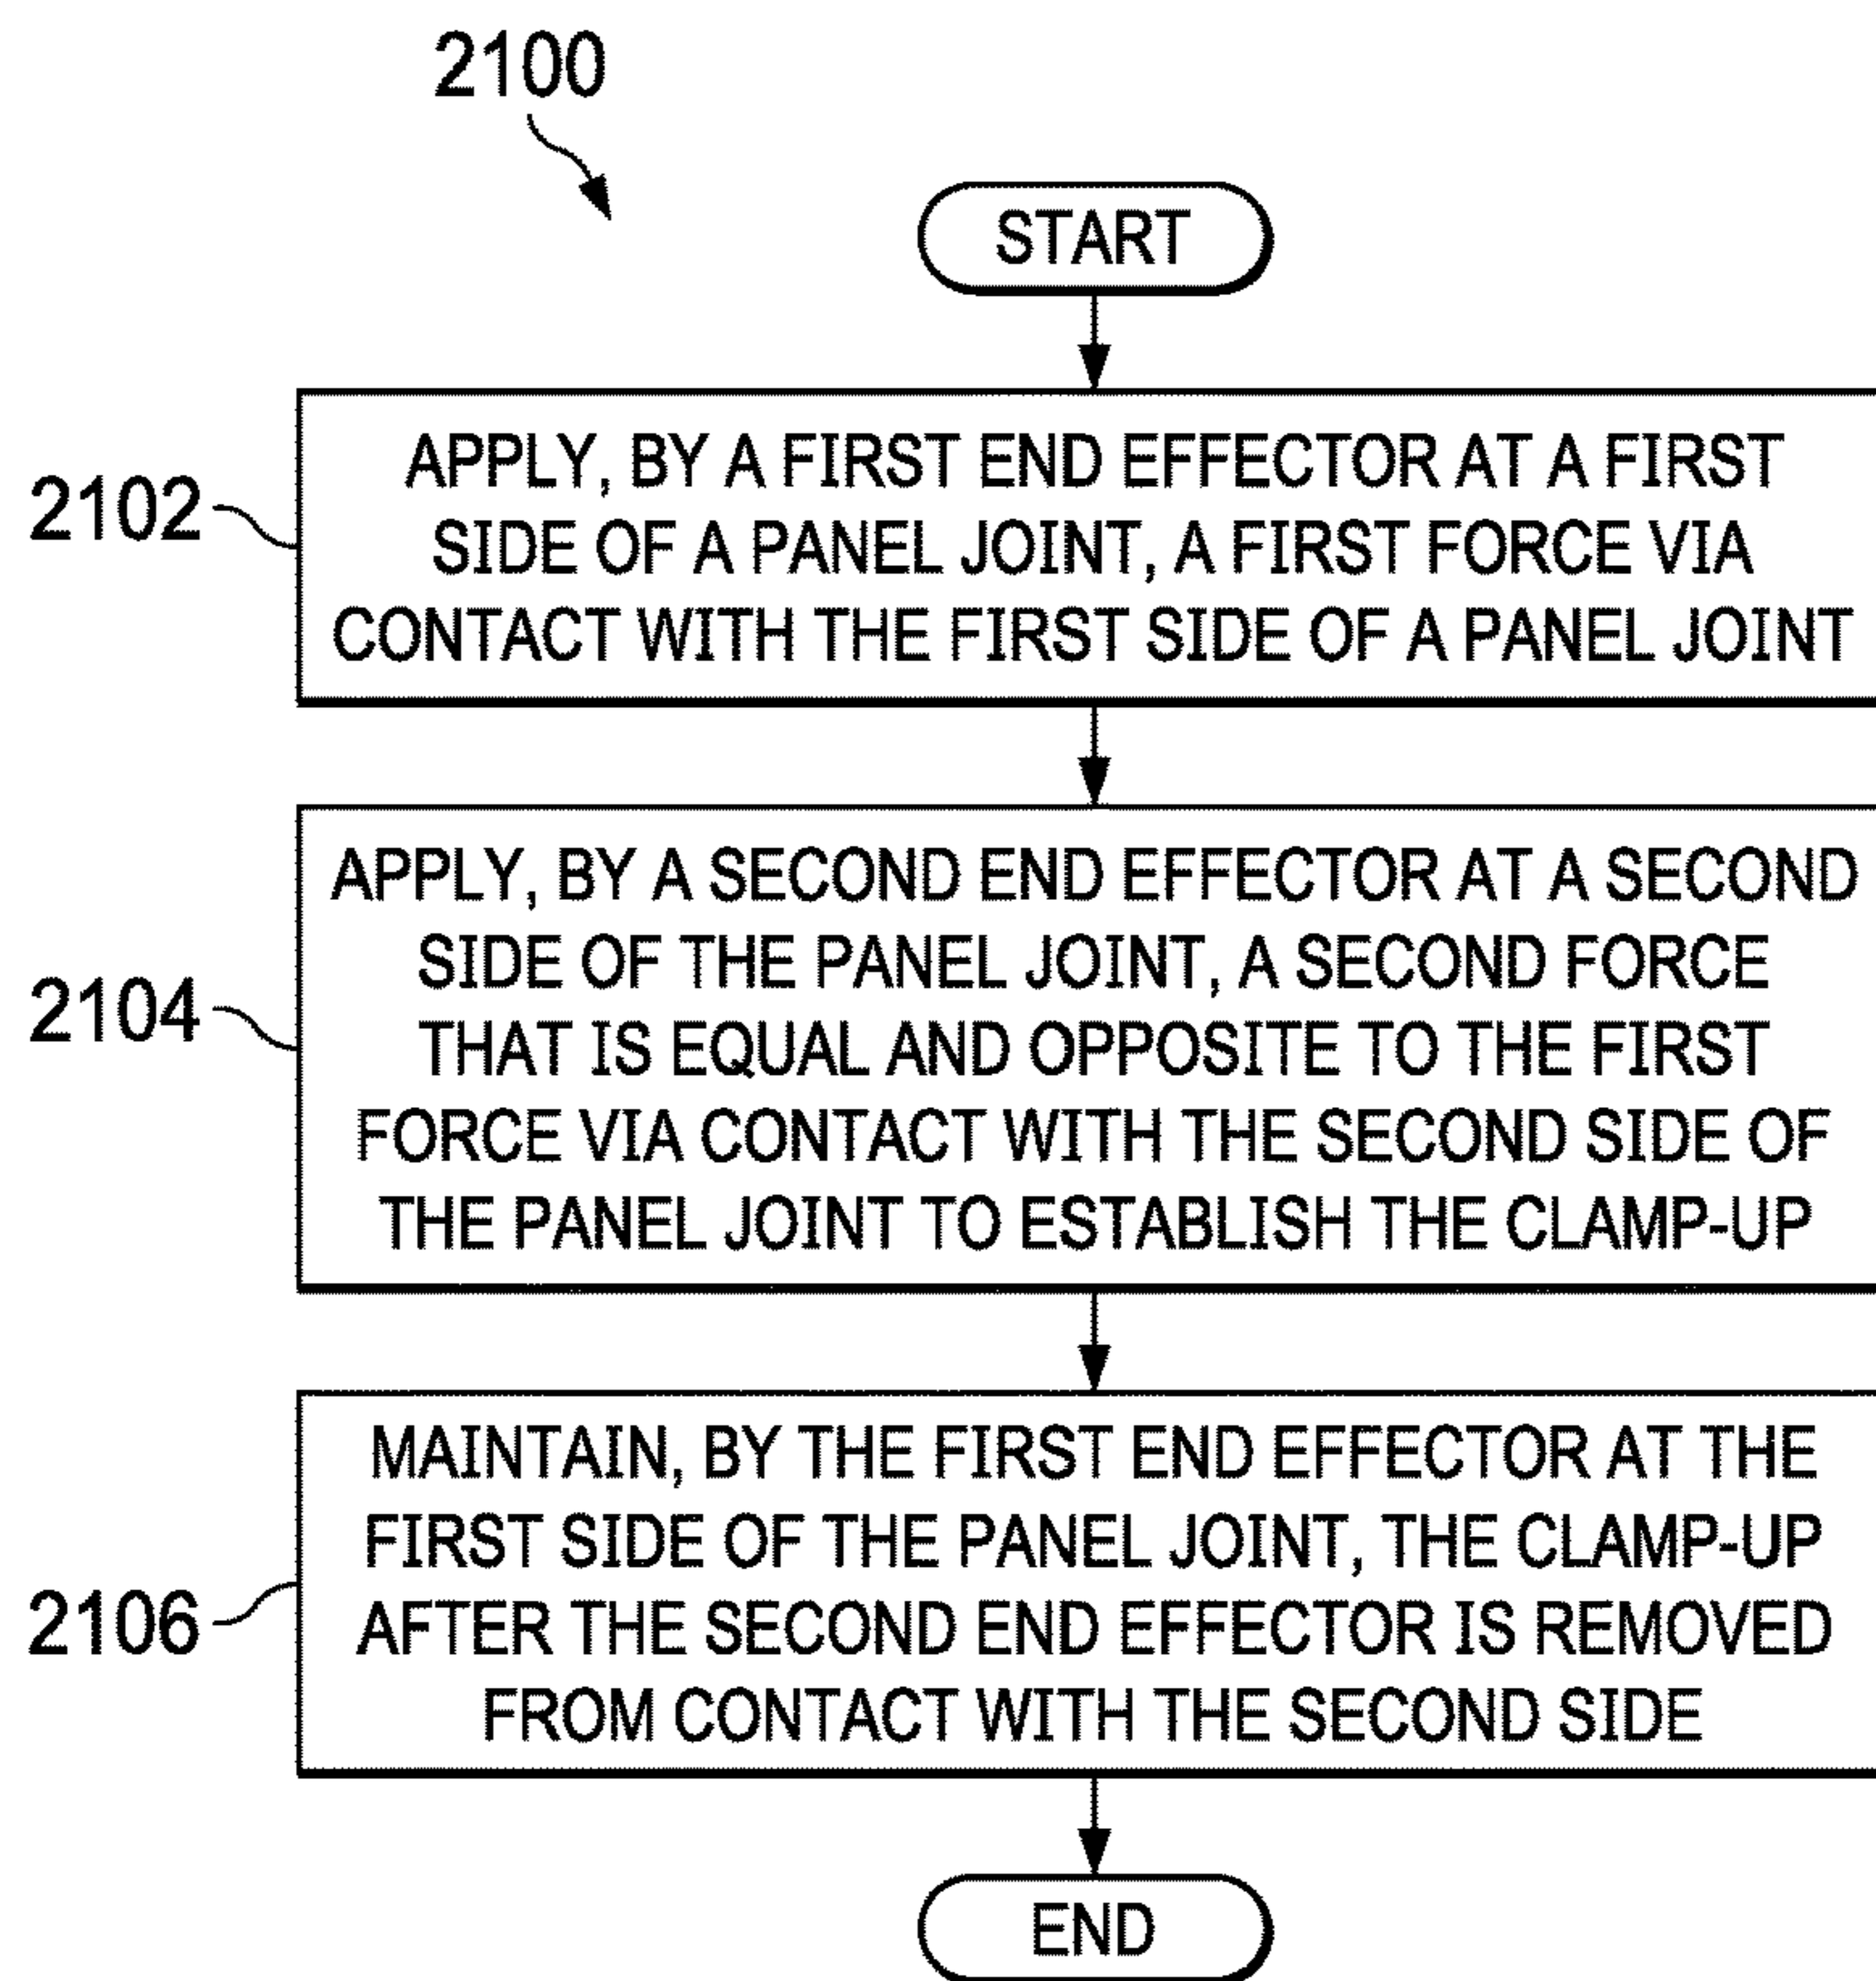 2100
START
2102
APPLY, BY A FIRST END EFFECTOR AT A FIRST
SIDE OF A PANEL JOINT, A FIRST FORCE VIA
CONTACT WITH THE FIRST SIDE OF A PANEL JOINT
2104
APPLY, BY A SECOND END EFFECTOR AT A SECOND
SIDE OF THE PANEL JOINT, A SECOND FORCE
THAT IS EQUAL AND OPPOSITE TO THE FIRST
FORCE VIA CONTACT WITH THE SECOND SIDE OF
THE PANEL JOINT TO ESTABLISH THE CLAMP-UP
2106
MAINTAIN, BY THE FIRST END EFFECTOR AT THE
FIRST SIDE OF THE PANEL JOINT, THE CLAMP-UP
AFTER THE SECOND END EFFECTOR IS REMOVED
FROM CONTACT WITH THE SECOND SIDE
END